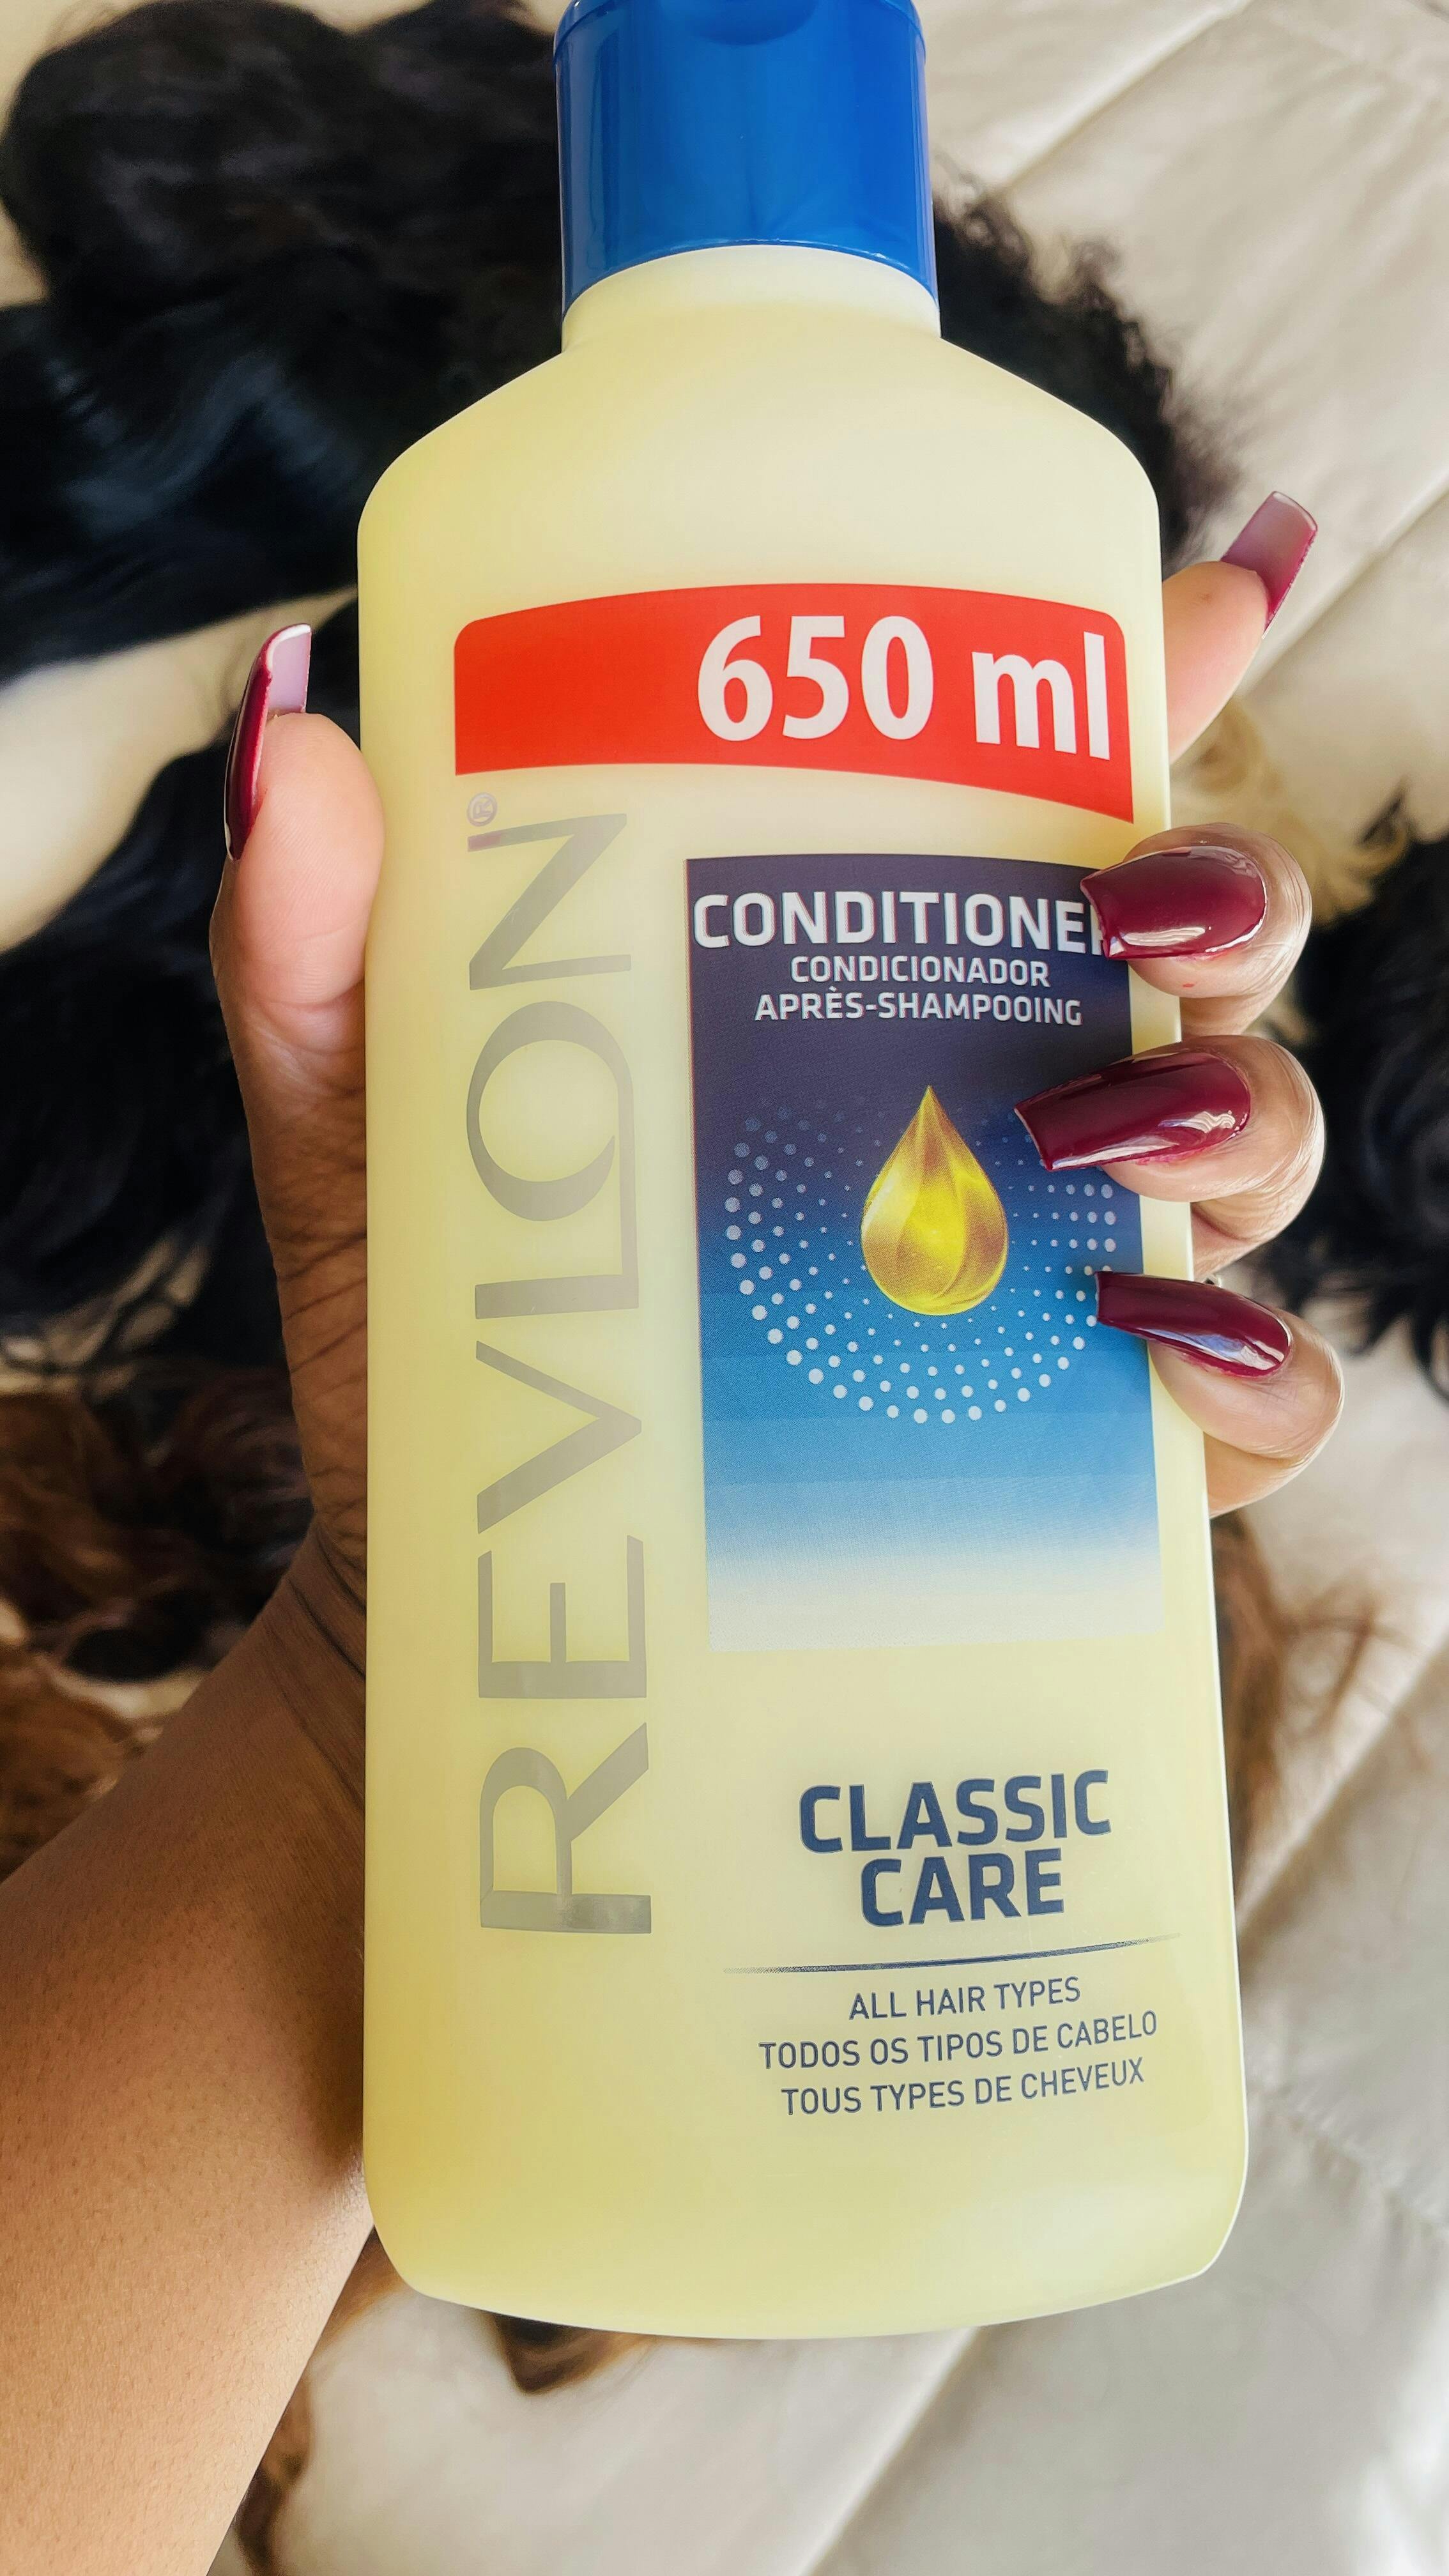 650 ml
REVLON®
CONDITIONER
CONDICIONADOR
APRÈS-SHAMPOOING
CLASSIC
CARE
ALL HAIR TYPES
TODOS OS TIPOS DE CABELO
TOUS TYPES DE CHEVEUX